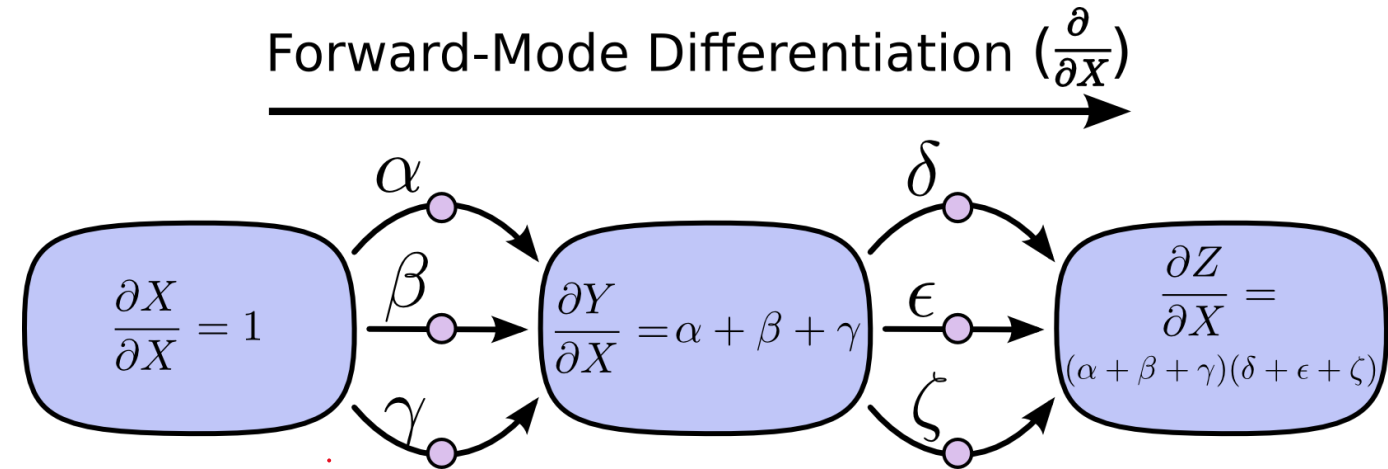 Forward-Mode Differentiation (∂/∂X)
α
δ
β
ϵ
γ
ζ
∂X/∂X = 1
∂Y/∂X = α + β + γ
∂Z/∂X =
(α + β + γ)(δ + ϵ + ζ)